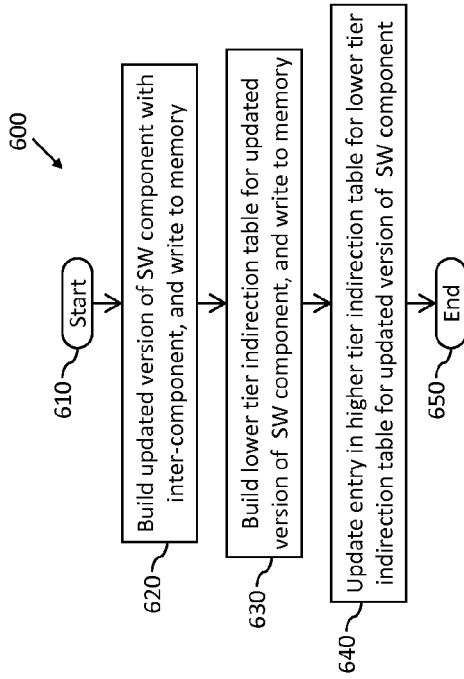 600
610
Start
620
Build updated version of SW component with
inter-component, and write to memory
630
Build lower tier indirection table for updated
version of SW component, and write to memory
640
Update entry in higher tier indirection table for lower tier
indirection table for updated version of SW component
650
End